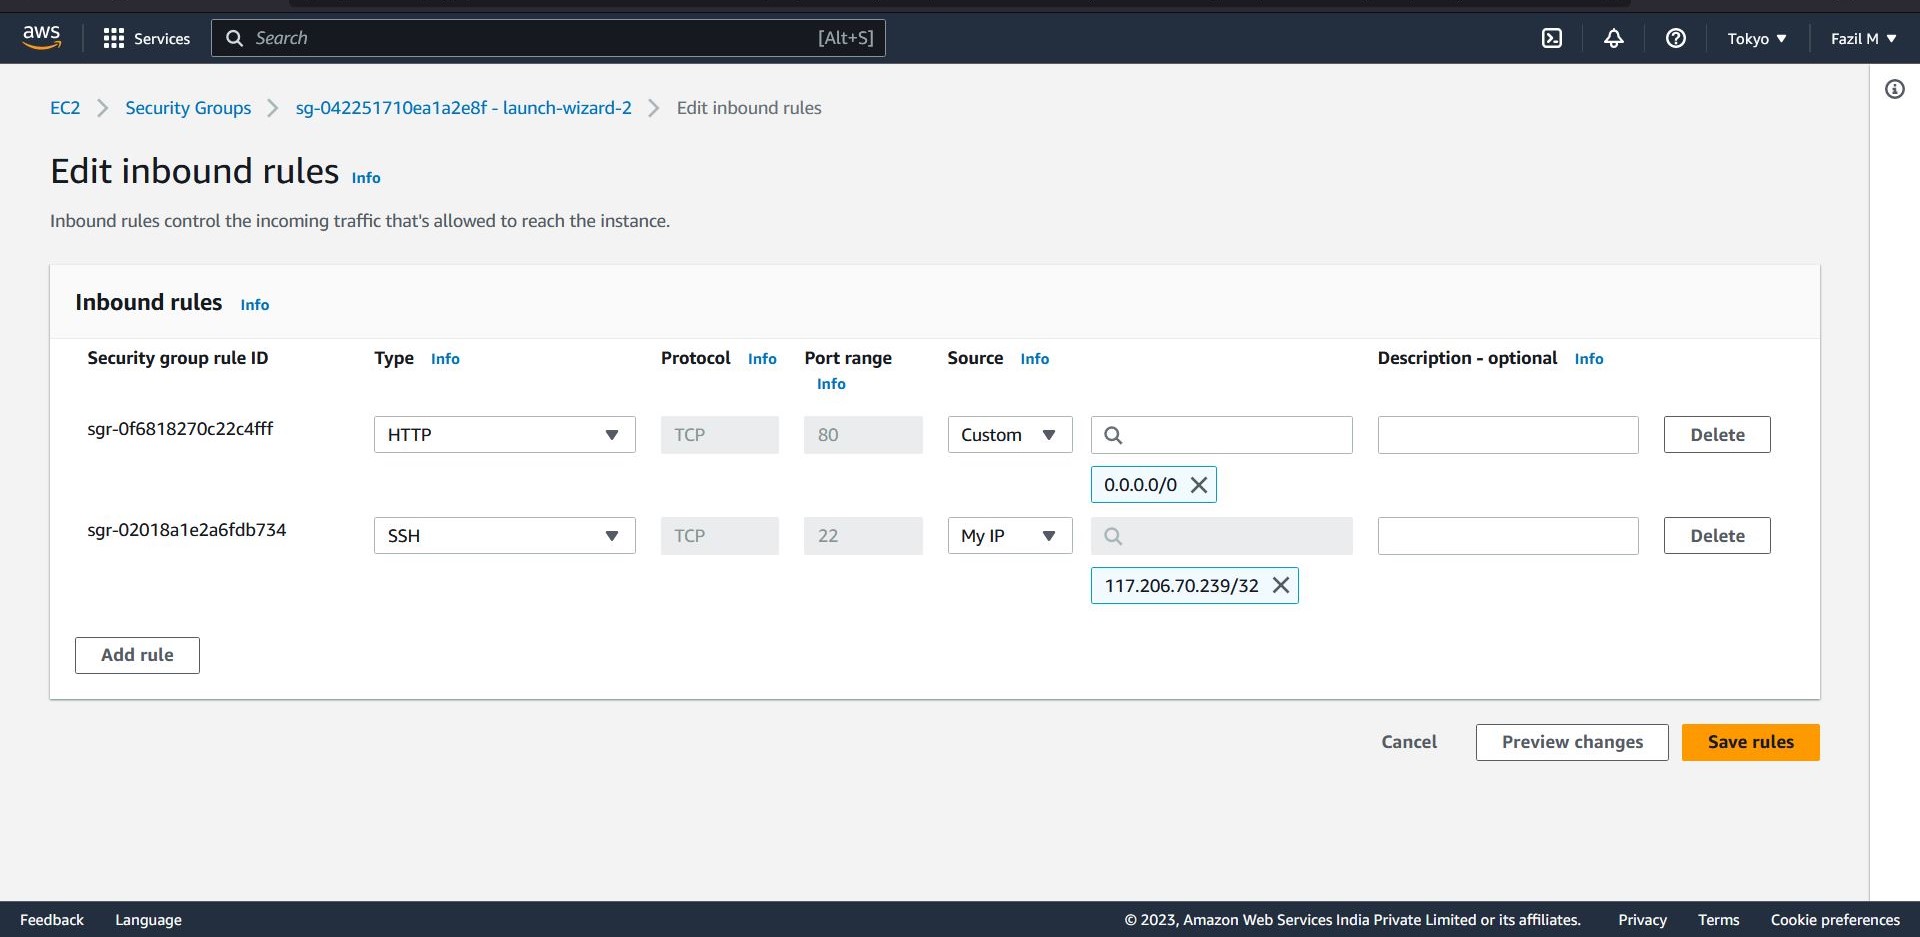 aws
Services
Search
[Alt+S]
Tokyo
Fazil M
EC2
Security Groups
sg-042251710ea1a2e8f - launch-wizard-2
Edit inbound rules
Edit inbound rules Info
Inbound rules control the incoming traffic that's allowed to reach the instance.
Inbound rules Info
Security group rule ID
Type Info
Protocol Info
Port range
Info
Source Info
Description - optional Info
sgr-0f6818270c22c4fff
HTTP
TCP
80
Custom
Delete
0.0.0.0/0
sgr-02018a1e2a6fdb734
SSH
TCP
22
My IP
Delete
117.206.70.239/32
Add rule
Cancel
Preview changes
Save rules
Feedback
Language
© 2023, Amazon Web Services India Private Limited or its affiliates.
Privacy
Terms
Cookie preferences